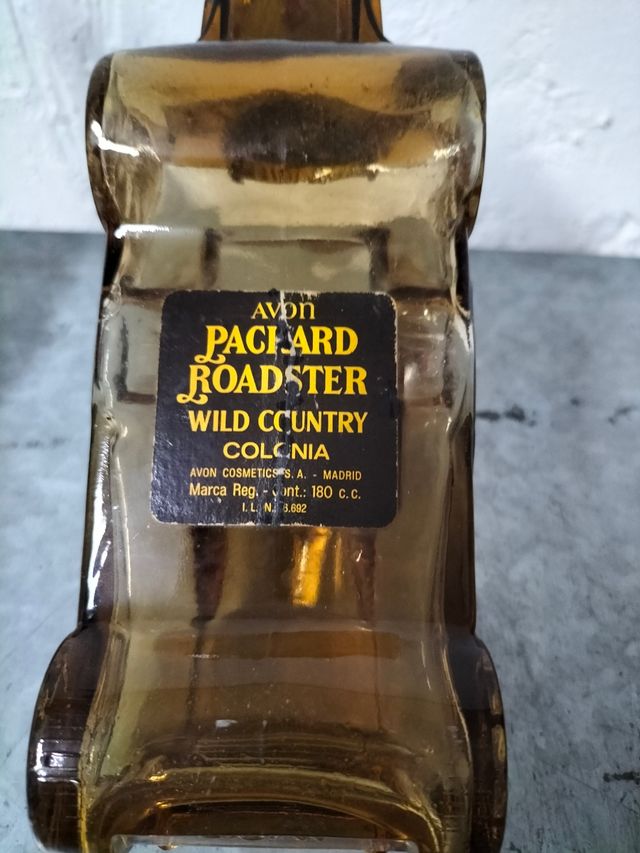 AVON
PACKARD
ROADSTER
WILD COUNTRY
COLONIA
AVON COSMETICS S. A. - MADRID
Marca Reg. - Cont.: 180 c.c.